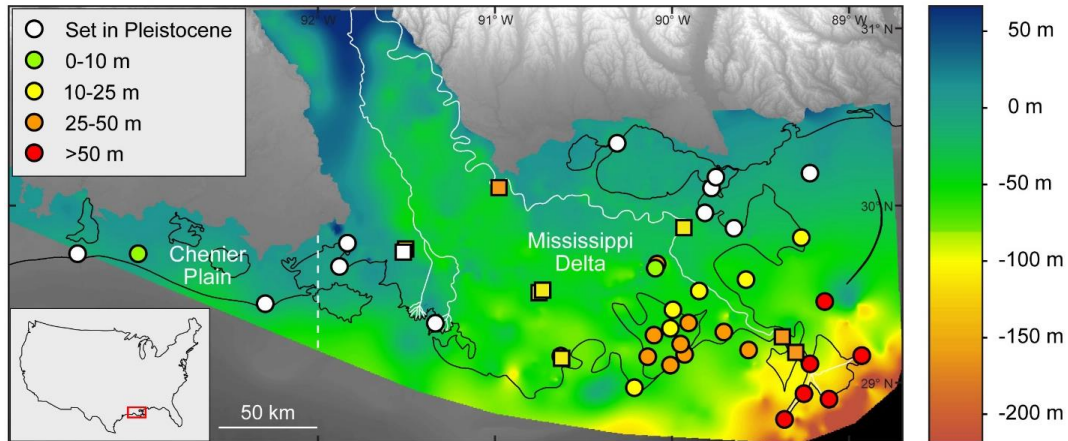 92° W
91° W
90° W
89° W
31° N
30° N
29° N
Set in Pleistocene
0-10 m
10-25 m
25-50 m
>50 m
Chenier
Plain
Mississippi
Delta
50 km
50 m
0 m
-50 m
-100 m
-150 m
-200 m